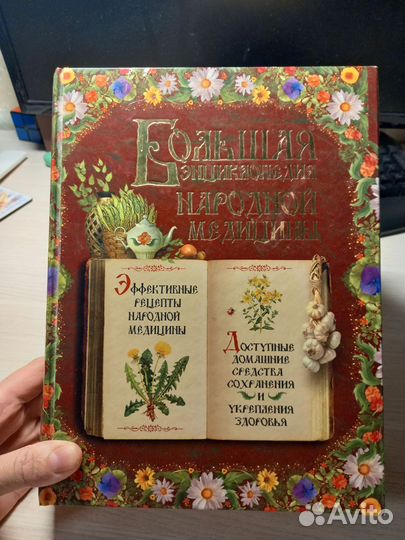 Большая
энциклопедия
народной
медицины
Эффективные
рецепты
народной
медицины
Доступные
домашние
средства
сохранения
и
укрепления
здоровья
Avito